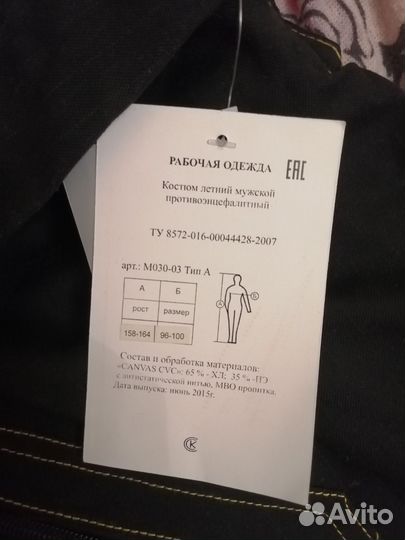 РАБОЧАЯ ОДЕЖДА EAC
Костюм летний мужской
противоэнцефалитный
ТУ 8572-016-00044428-2007
арт.: М030-03 Тип А
А Б
рост размер
158-164 96-100
А
Б
Состав и обработка материалов:
«CANVAS CVC»: 65 % - ХЛ; 35 % -ПЭ
с антистатической нитью, МВО пропитка.
Дата выпуска: июнь 2015г.
Avito